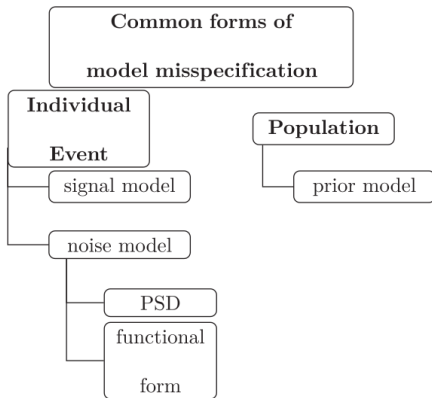 Common forms of
model misspecification
Individual
Event
Population
signal model
prior model
noise model
PSD
functional
form